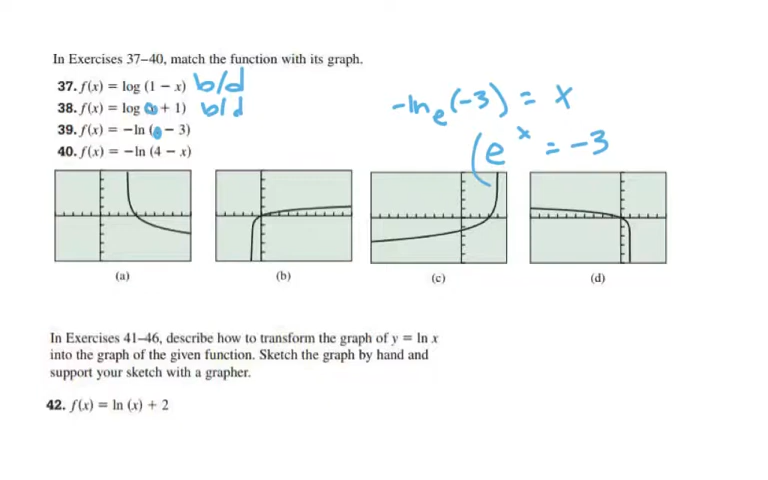 In Exercises 37–40, match the function with its graph.
37. f(x) = log (1 − x) b/d
38. f(x) = log (x + 1) b/d
39. f(x) = −ln (− 3)
40. f(x) = −ln (4 − x)
-ln e (-3) = x
(e^x = -3
(a)
(b)
(c)
(d)
In Exercises 41–46, describe how to transform the graph of y = ln x
into the graph of the given function. Sketch the graph by hand and
support your sketch with a grapher.
42. f(x) = ln (x) + 2